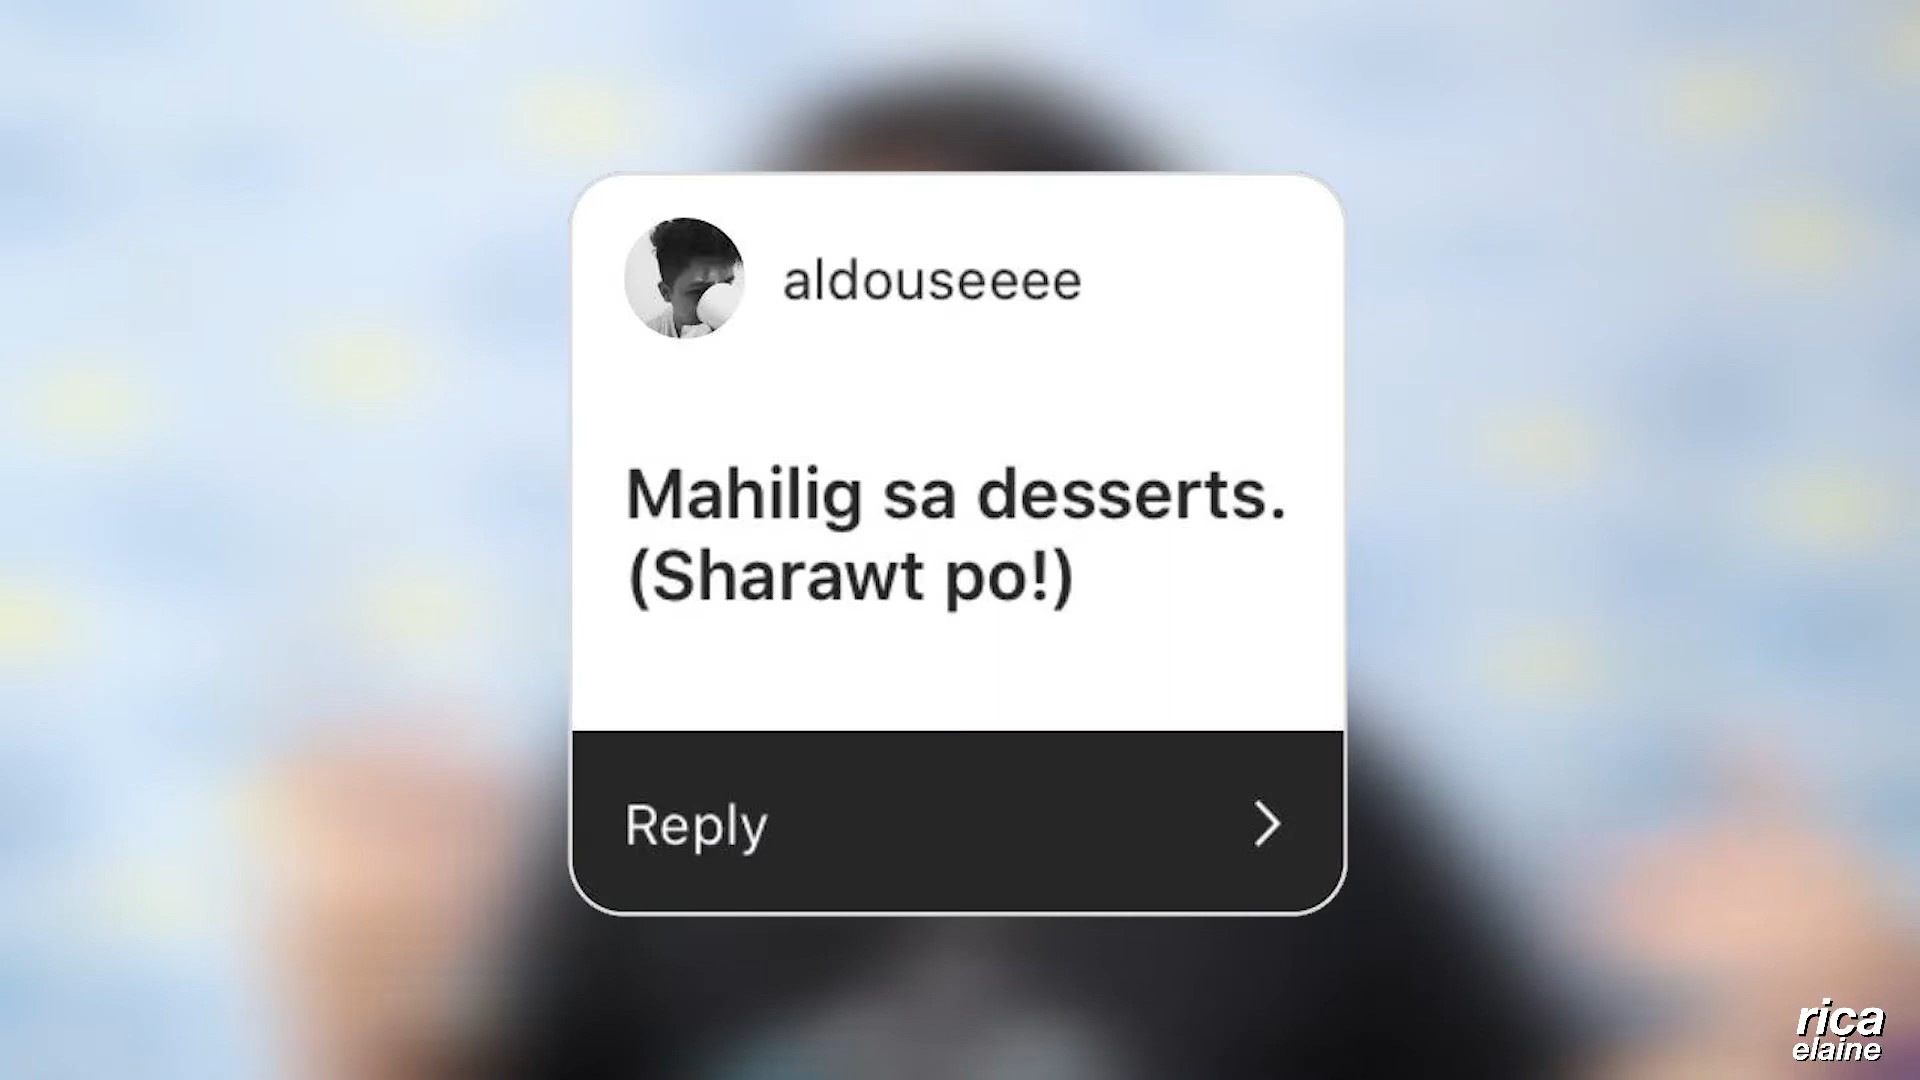 aldouseeee
Mahilig sa desserts.
(Sharawt po!)
Reply
rica
elaine